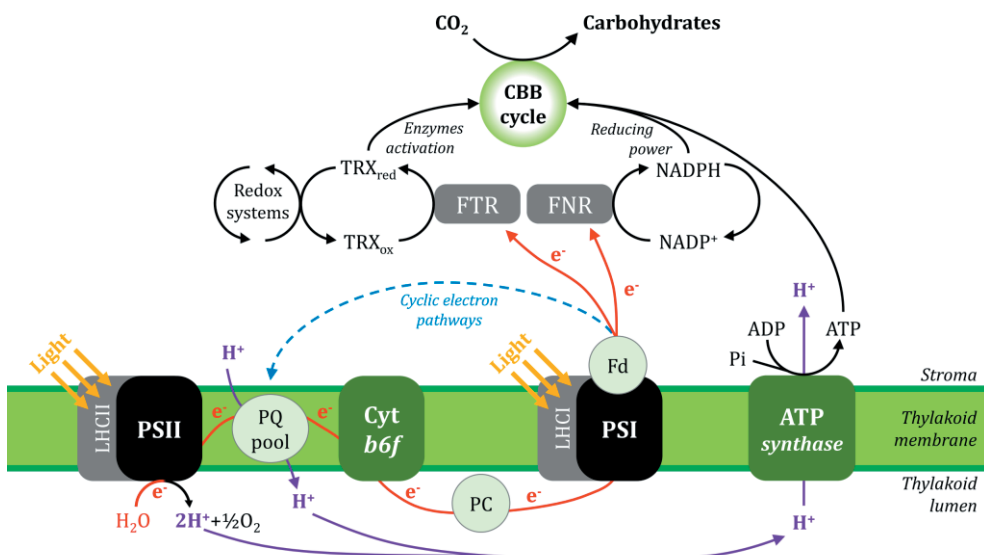 CO₂ Carbohydrates
CBB
cycle
Enzymes
activation
Reducing
power
TRXred
NADPH
Redox
systems
FTR
FNR
TRXox
NADP⁺
e⁻
e⁻
Cyclic electron
pathways
H⁺
ADP
ATP
Pi
Light
H⁺
Light
Fd
Stroma
LHCII
PSII
e⁻
PQ
pool
e⁻
Cyt
b6f
LHCI
PSI
ATP
synthase
Thylakoid
membrane
e⁻
H₂O
2H⁺+½O₂
H⁺
e⁻
PC
e⁻
H⁺
Thylakoid
lumen